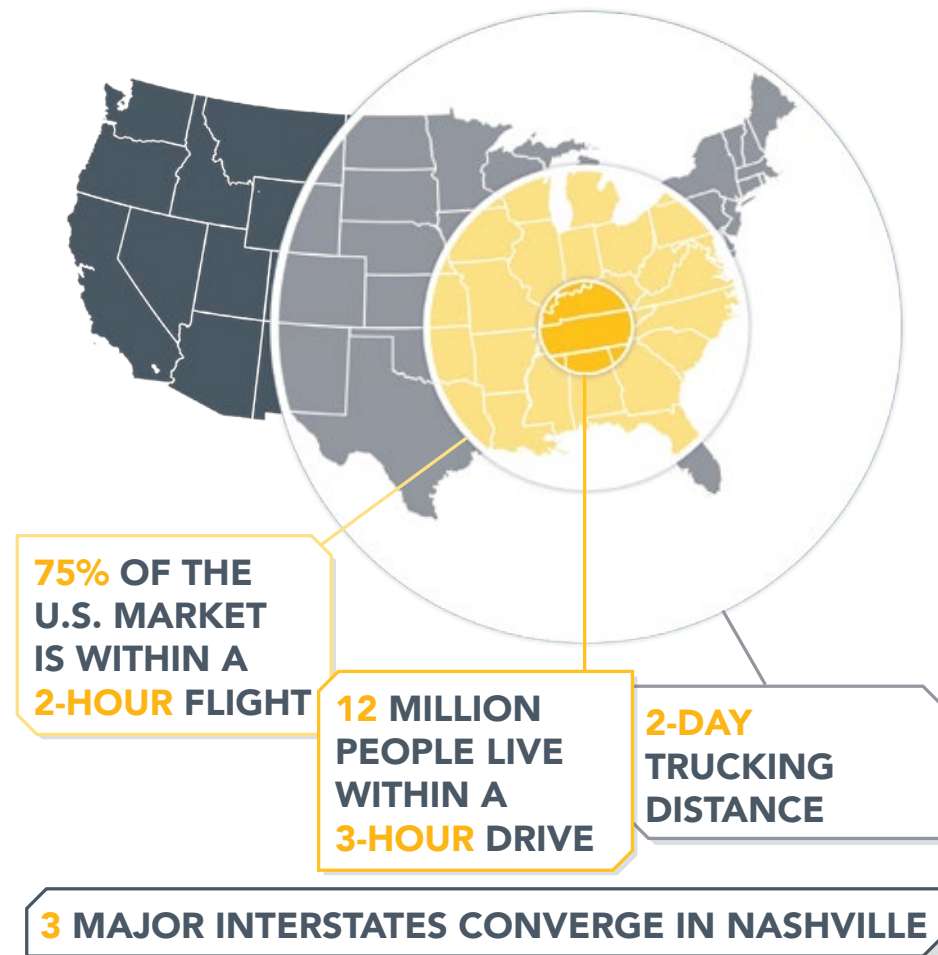 75% OF THE
U.S. MARKET
IS WITHIN A
2-HOUR FLIGHT
12 MILLION
PEOPLE LIVE
WITHIN A
3-HOUR DRIVE
2-DAY
TRUCKING
DISTANCE
3 MAJOR INTERSTATES CONVERGE IN NASHVILLE